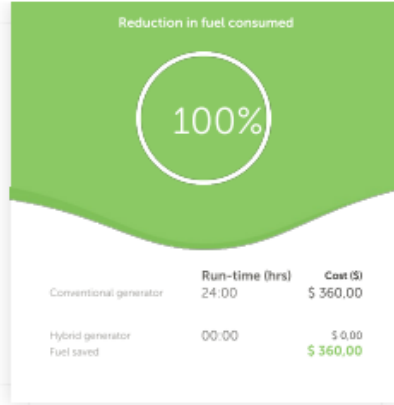 Reduction in fuel consumed
100%
Run-time (hrs) Cost ($)
Conventional generator 24:00 $ 360,00
Hybrid generator 00:00 $ 0,00
Fuel saved $ 360,00